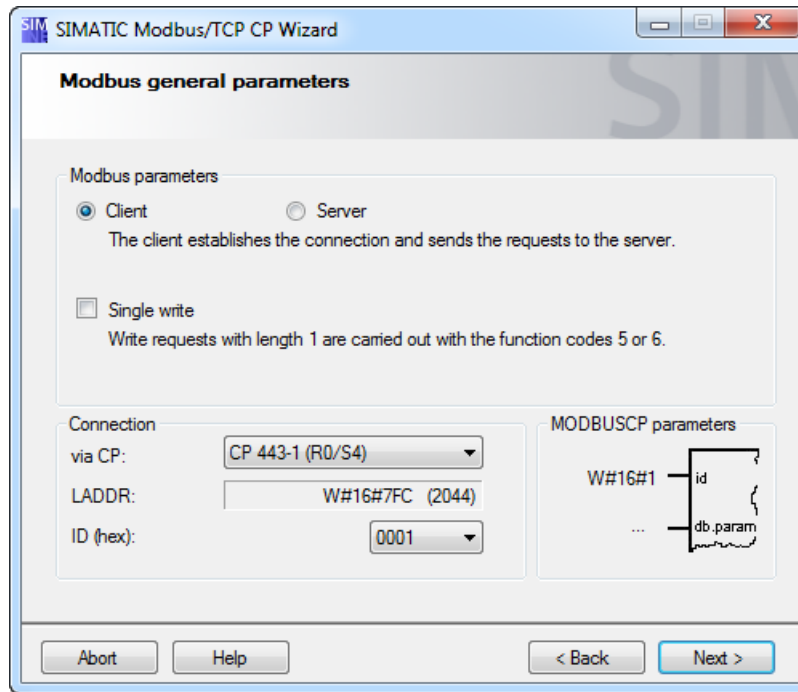 SIM
SIMATIC Modbus/TCP CP Wizard
Modbus general parameters
Modbus parameters
Client
Server
The client establishes the connection and sends the requests to the server.
Single write
Write requests with length 1 are carried out with the function codes 5 or 6.
Connection
via CP:
CP 443-1 (R0/S4)
LADDR:
W#16#7FC (2044)
ID (hex):
0001
MODBUSCP parameters
W#16#1
id
...
db.param
Abort
Help
< Back
Next >